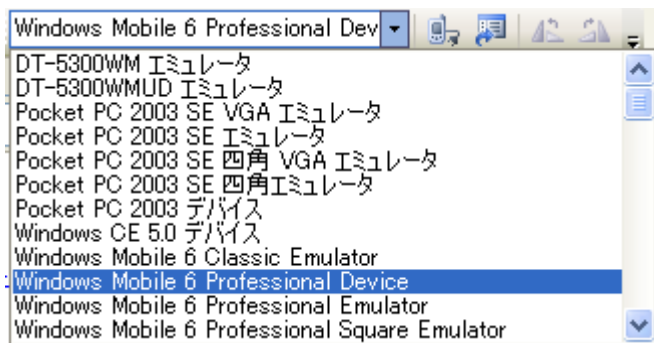 Windows Mobile 6 Professional Dev
DT-5300WM エミュレータ
DT-5300WMUD エミュレータ
Pocket PC 2003 SE VGA エミュレータ
Pocket PC 2003 SE エミュレータ
Pocket PC 2003 SE 四角 VGA エミュレータ
Pocket PC 2003 SE 四角エミュレータ
Pocket PC 2003 デバイス
Windows CE 5.0 デバイス
Windows Mobile 6 Classic Emulator
Windows Mobile 6 Professional Device
Windows Mobile 6 Professional Emulator
Windows Mobile 6 Professional Square Emulator